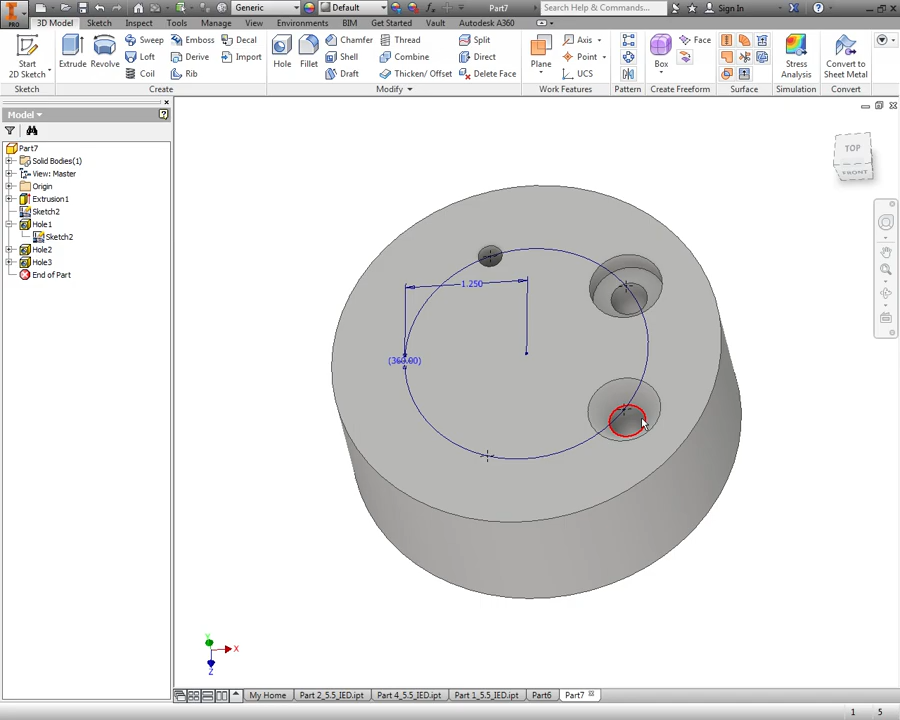 Generic
Default
Part7
Search Help & Commands...
Sign In
PRO
3D Model Sketch Inspect Tools Manage View Environments BIM Get Started Vault Autodesk A360
Start
2D Sketch
Sketch
Extrude
Revolve
Sweep
Loft
Coil
Emboss
Derive
Rib
Decal
Import
Create
Hole
Fillet
Chamfer
Shell
Draft
Thread
Combine
Thicken/ Offset
Split
Direct
Delete Face
Modify
Plane
Axis
Point
UCS
Work Features
Pattern
Box
Face
Create Freeform
Surface
Stress
Analysis
Simulation
Convert to
Sheet Metal
Convert
Model
Part7
Solid Bodies(1)
View: Master
Origin
Extrusion1
Sketch2
Hole1
Sketch2
Hole2
Hole3
End of Part
TOP
FRONT
1.250
Y
X
Z
My Home
Part 2_5.5_IED.ipt
Part 4_5.5_IED.ipt
Part 1_5.5_IED.ipt
Part6
Part7
1 5